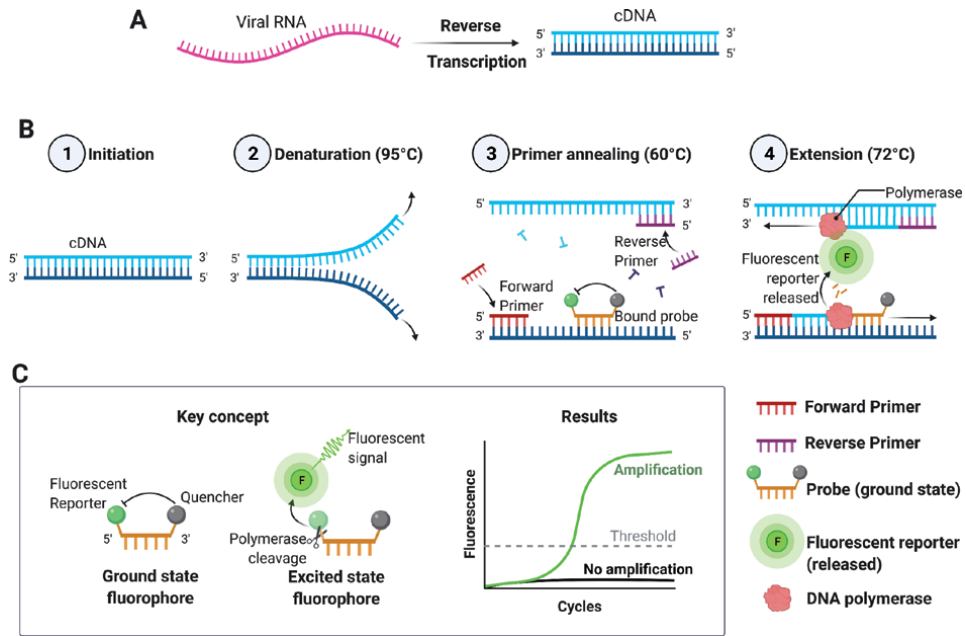 A
Viral RNA
Reverse
Transcription
cDNA
5' 3'
3' 5'
B
1 Initiation
2 Denaturation (95°C)
3 Primer annealing (60°C)
4 Extension (72°C)
cDNA
5' 3'
3' 5'
5'
3'
5' 3'
5'
Reverse
Primer
Forward
Primer
Bound probe
5'
3' 5'
Polymerase
5'
3'
F
Fluorescent
reporter
released
5'
3'
C
Key concept
Fluorescent
Reporter
Quencher
5' 3'
Ground state
fluorophore
Fluorescent
signal
F
Polymerase
cleavage
Excited state
fluorophore
Results
Fluorescence
Amplification
Threshold
No amplification
Cycles
Forward Primer
Reverse Primer
Probe (ground state)
F
Fluorescent reporter
(released)
DNA polymerase